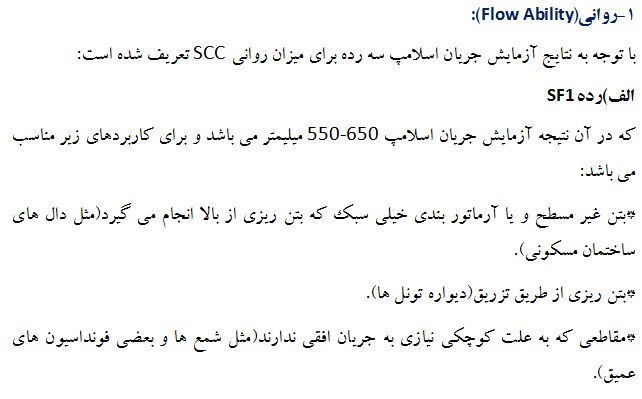 ۱-روانی(Flow Ability):
با توجه به نتایج آزمایش جریان اسلامپ سه رده برای میزان روانی SCC تعریف شده است:
الف)رده SF1
که در آن نتیجه آزمایش جریان اسلامپ 650-550 میلیمتر می باشد و برای کاربردهای زیر مناسب
می باشد:
*بتن غیر مسطح و یا آرماتور بندی خیلی سبک که بتن ریزی از بالا انجام می گیرد(مثل دال های
ساختمان مسکونی).
*بتن ریزی از طریق تزریق(دیواره تونل ها).
*مقاطعی که به علت کوچکی نیازی به جریان افقی ندارند(مثل شمع ها و بعضی فونداسیون های
عمیق).